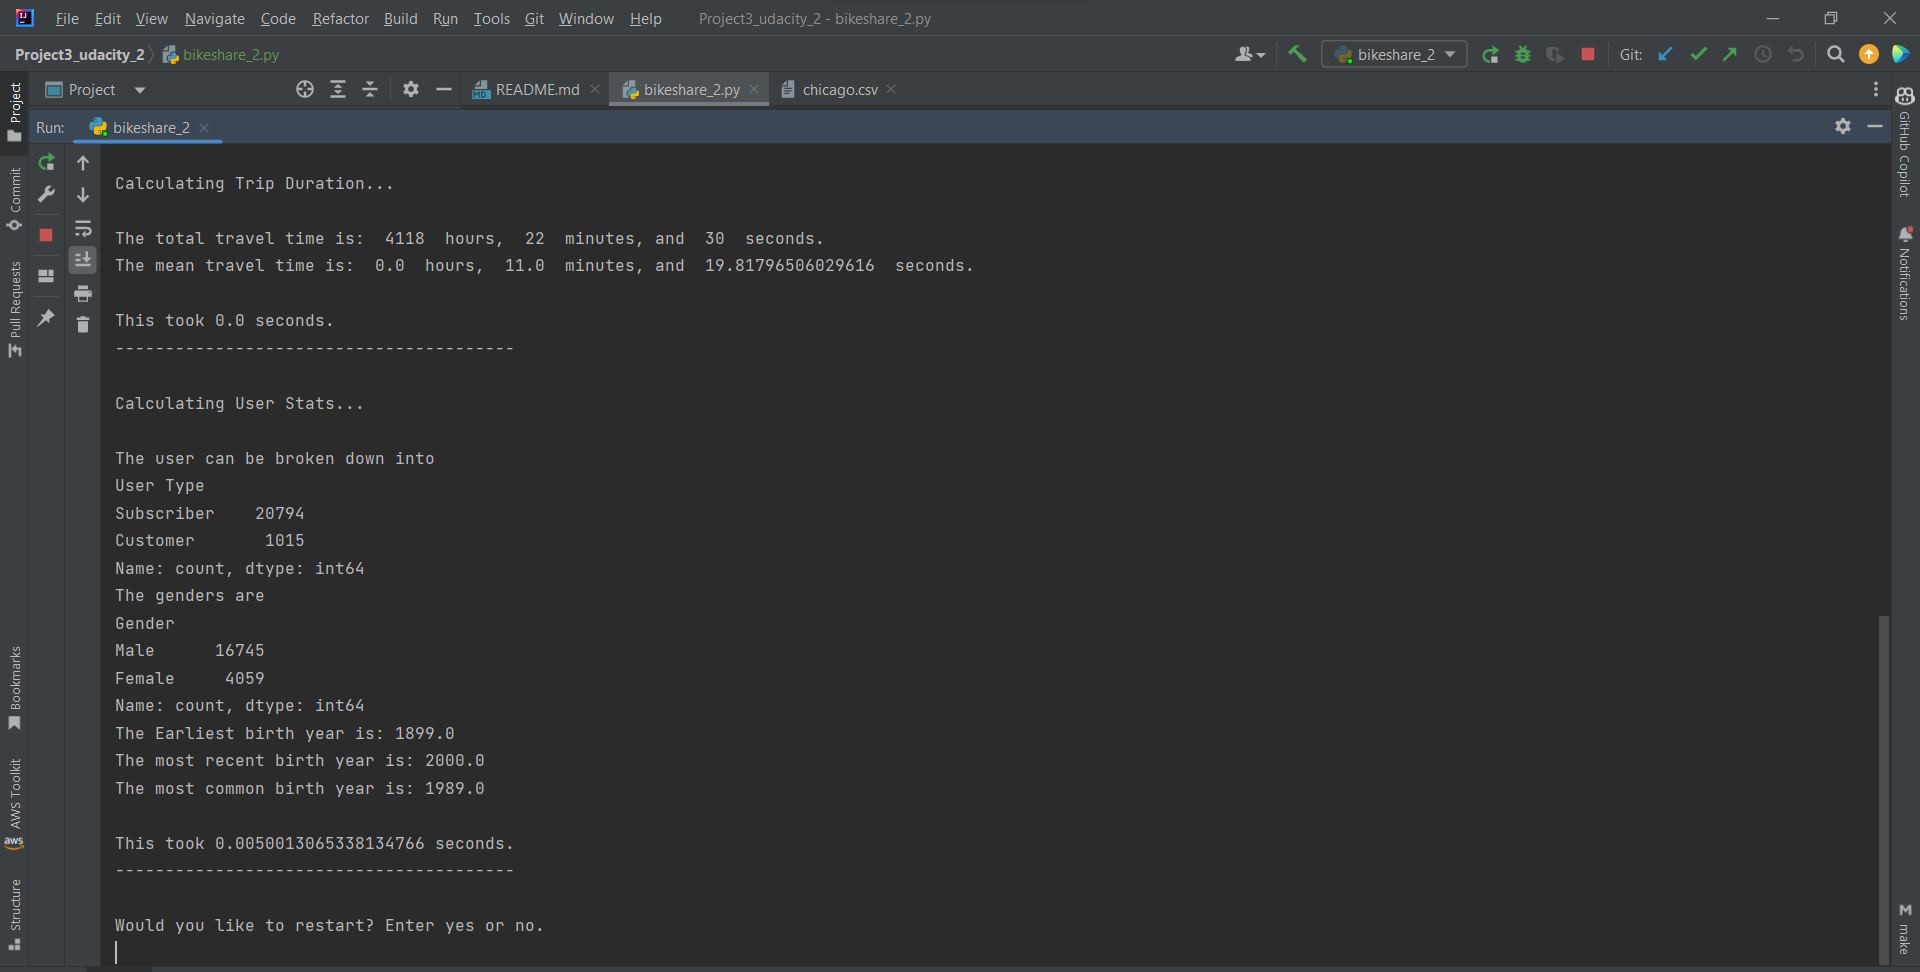 File Edit View Navigate Code Refactor Build Run Tools Git Window Help Project3_udacity_2 - bikeshare_2.py
Project3_udacity_2 bikeshare_2.py bikeshare_2 Git:
Project README.md bikeshare_2.py chicago.csv
Run: bikeshare_2
Calculating Trip Duration...
The total travel time is:  4118  hours,  22  minutes, and  30  seconds.
The mean travel time is:  0.0  hours,  11.0  minutes, and  19.81796506029616  seconds.
This took 0.0 seconds.
----------------------------------------
Calculating User Stats...
The user can be broken down into
User Type
Subscriber    20794
Customer       1015
Name: count, dtype: int64
The genders are
Gender
Male      16745
Female     4059
Name: count, dtype: int64
The Earliest birth year is: 1899.0
The most recent birth year is: 2000.0
The most common birth year is: 1989.0
This took 0.0050013065338134766 seconds.
----------------------------------------
Would you like to restart? Enter yes or no.
Project
Commit
Pull Requests
Bookmarks
AWS Toolkit
aws
Structure
GitHub Copilot
Notifications
M
make